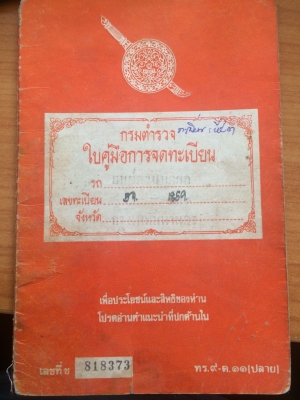 กรมตำรวจ
ใบคู่มือการจดทะเบียน
รถ
เลขทะเบียน
จังหวัด
เพื่อประโยชน์และสิทธิของท่าน
โปรดอ่านคำแนะนำที่ปกด้านใน
เลขที่ ช 818373 ทร.๙-ต.๑๑(ปลาย)